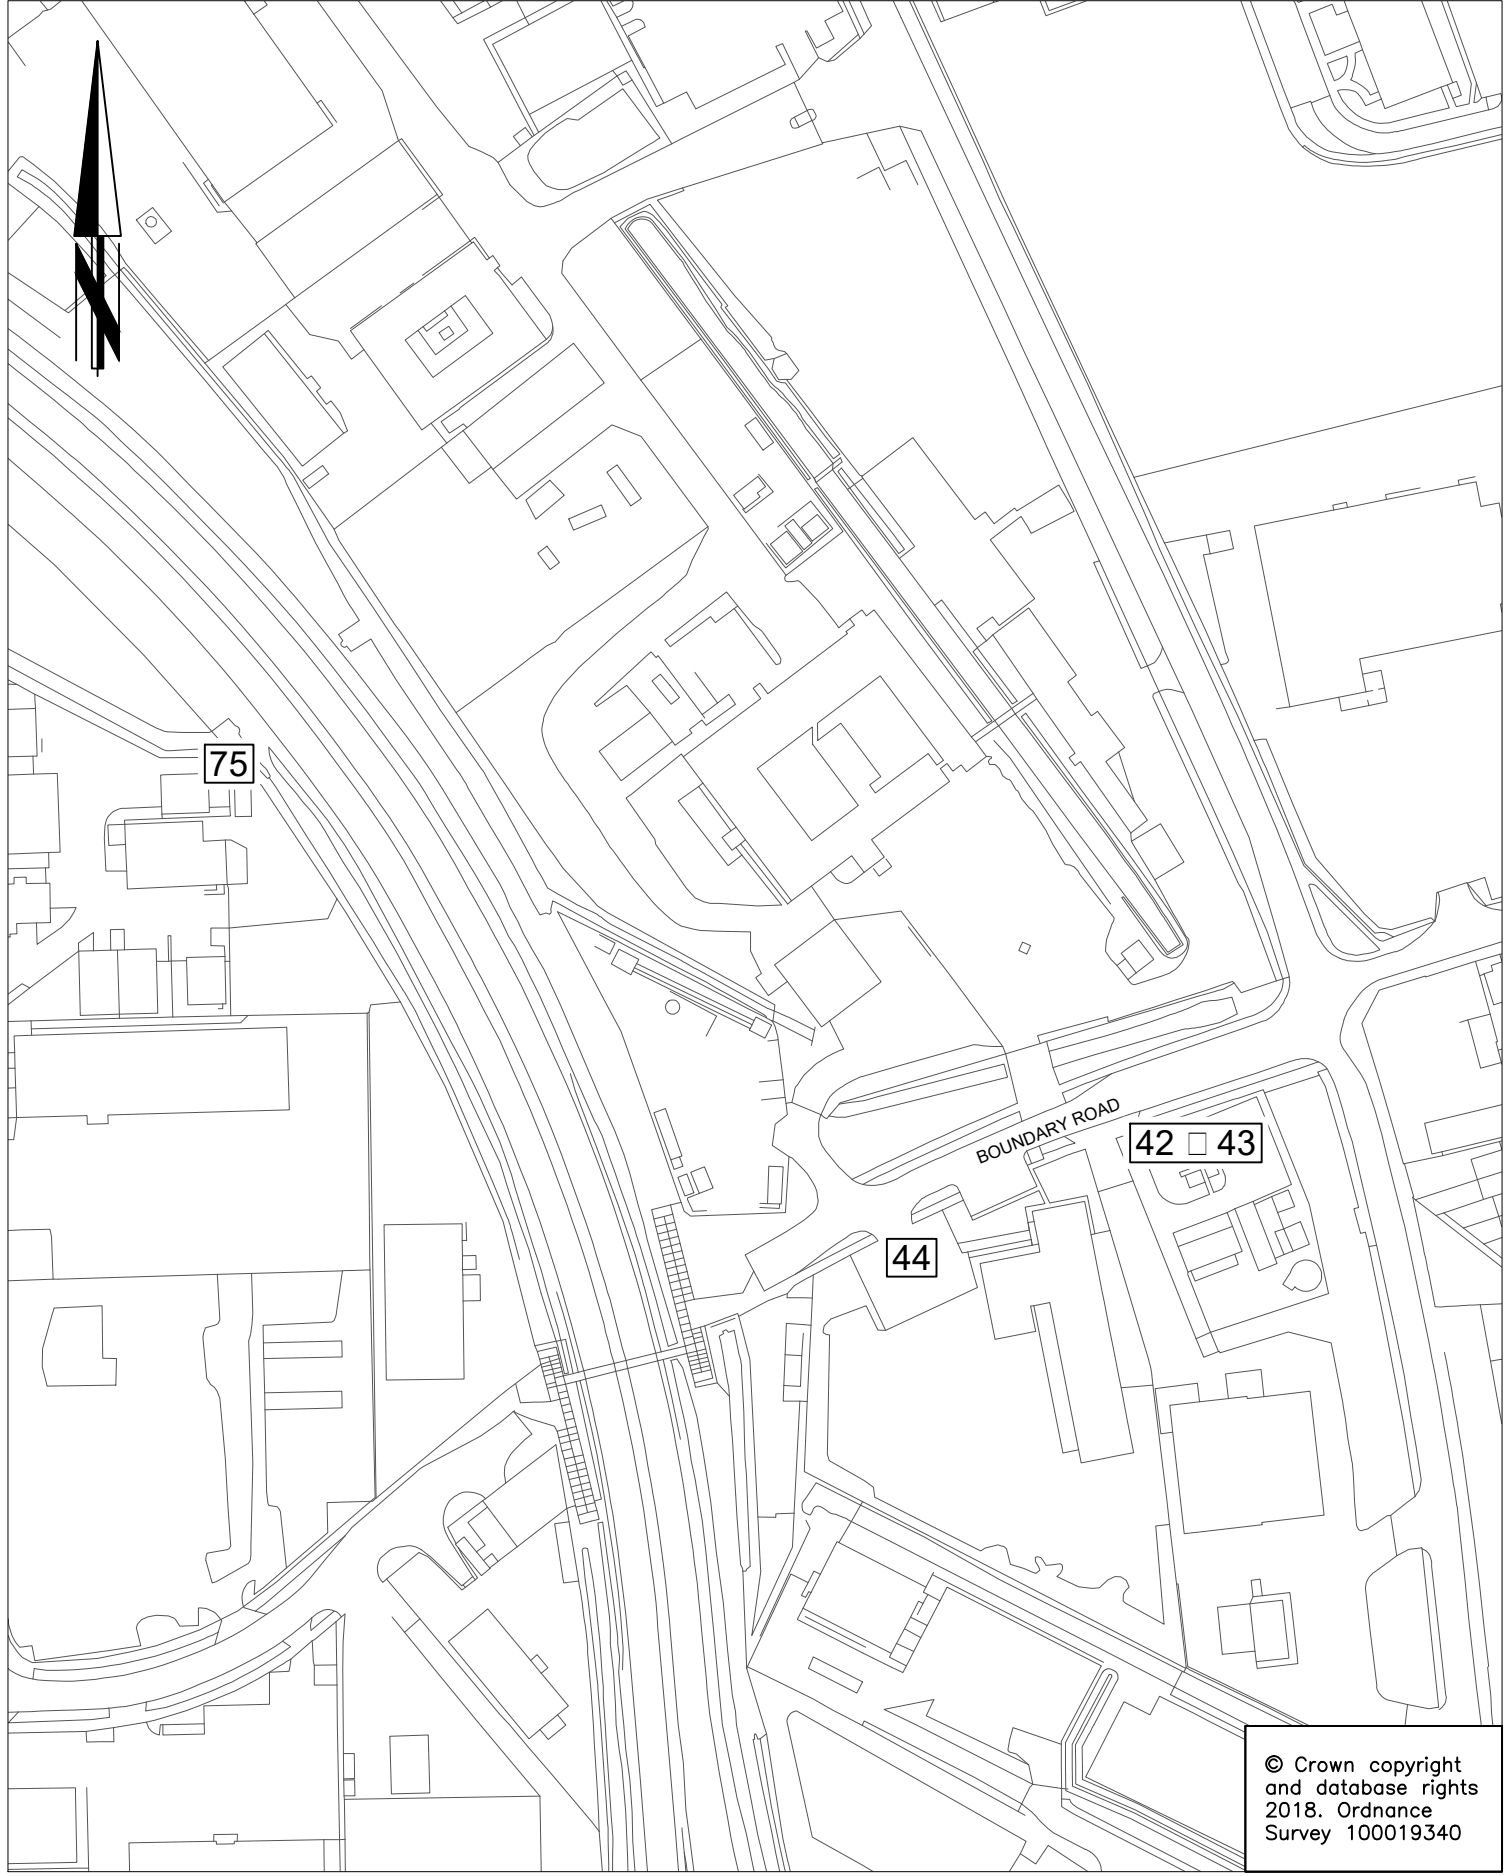 N
75
BOUNDARY ROAD
42 □ 43
44
© Crown copyright
and database rights
2018. Ordnance
Survey 100019340